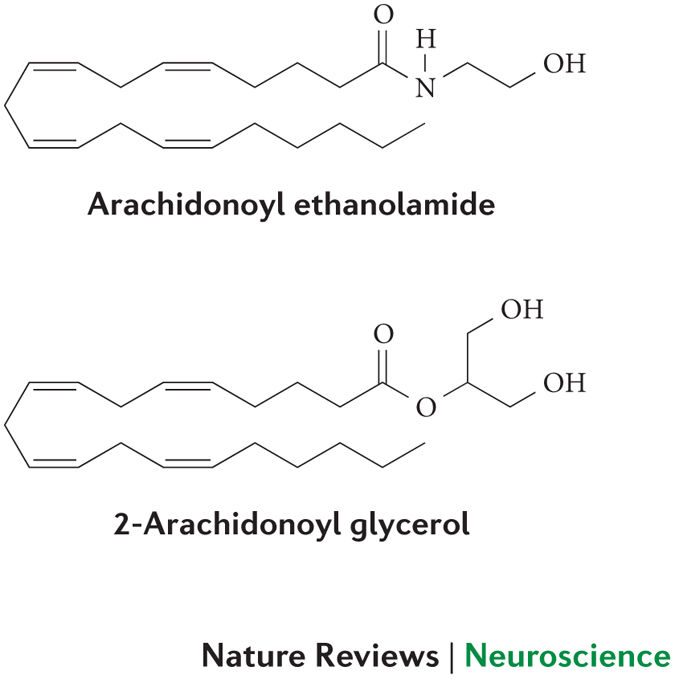 O
H
N
OH
Arachidonoyl ethanolamide
OH
O
OH
O
2-Arachidonoyl glycerol
Nature Reviews | Neuroscience